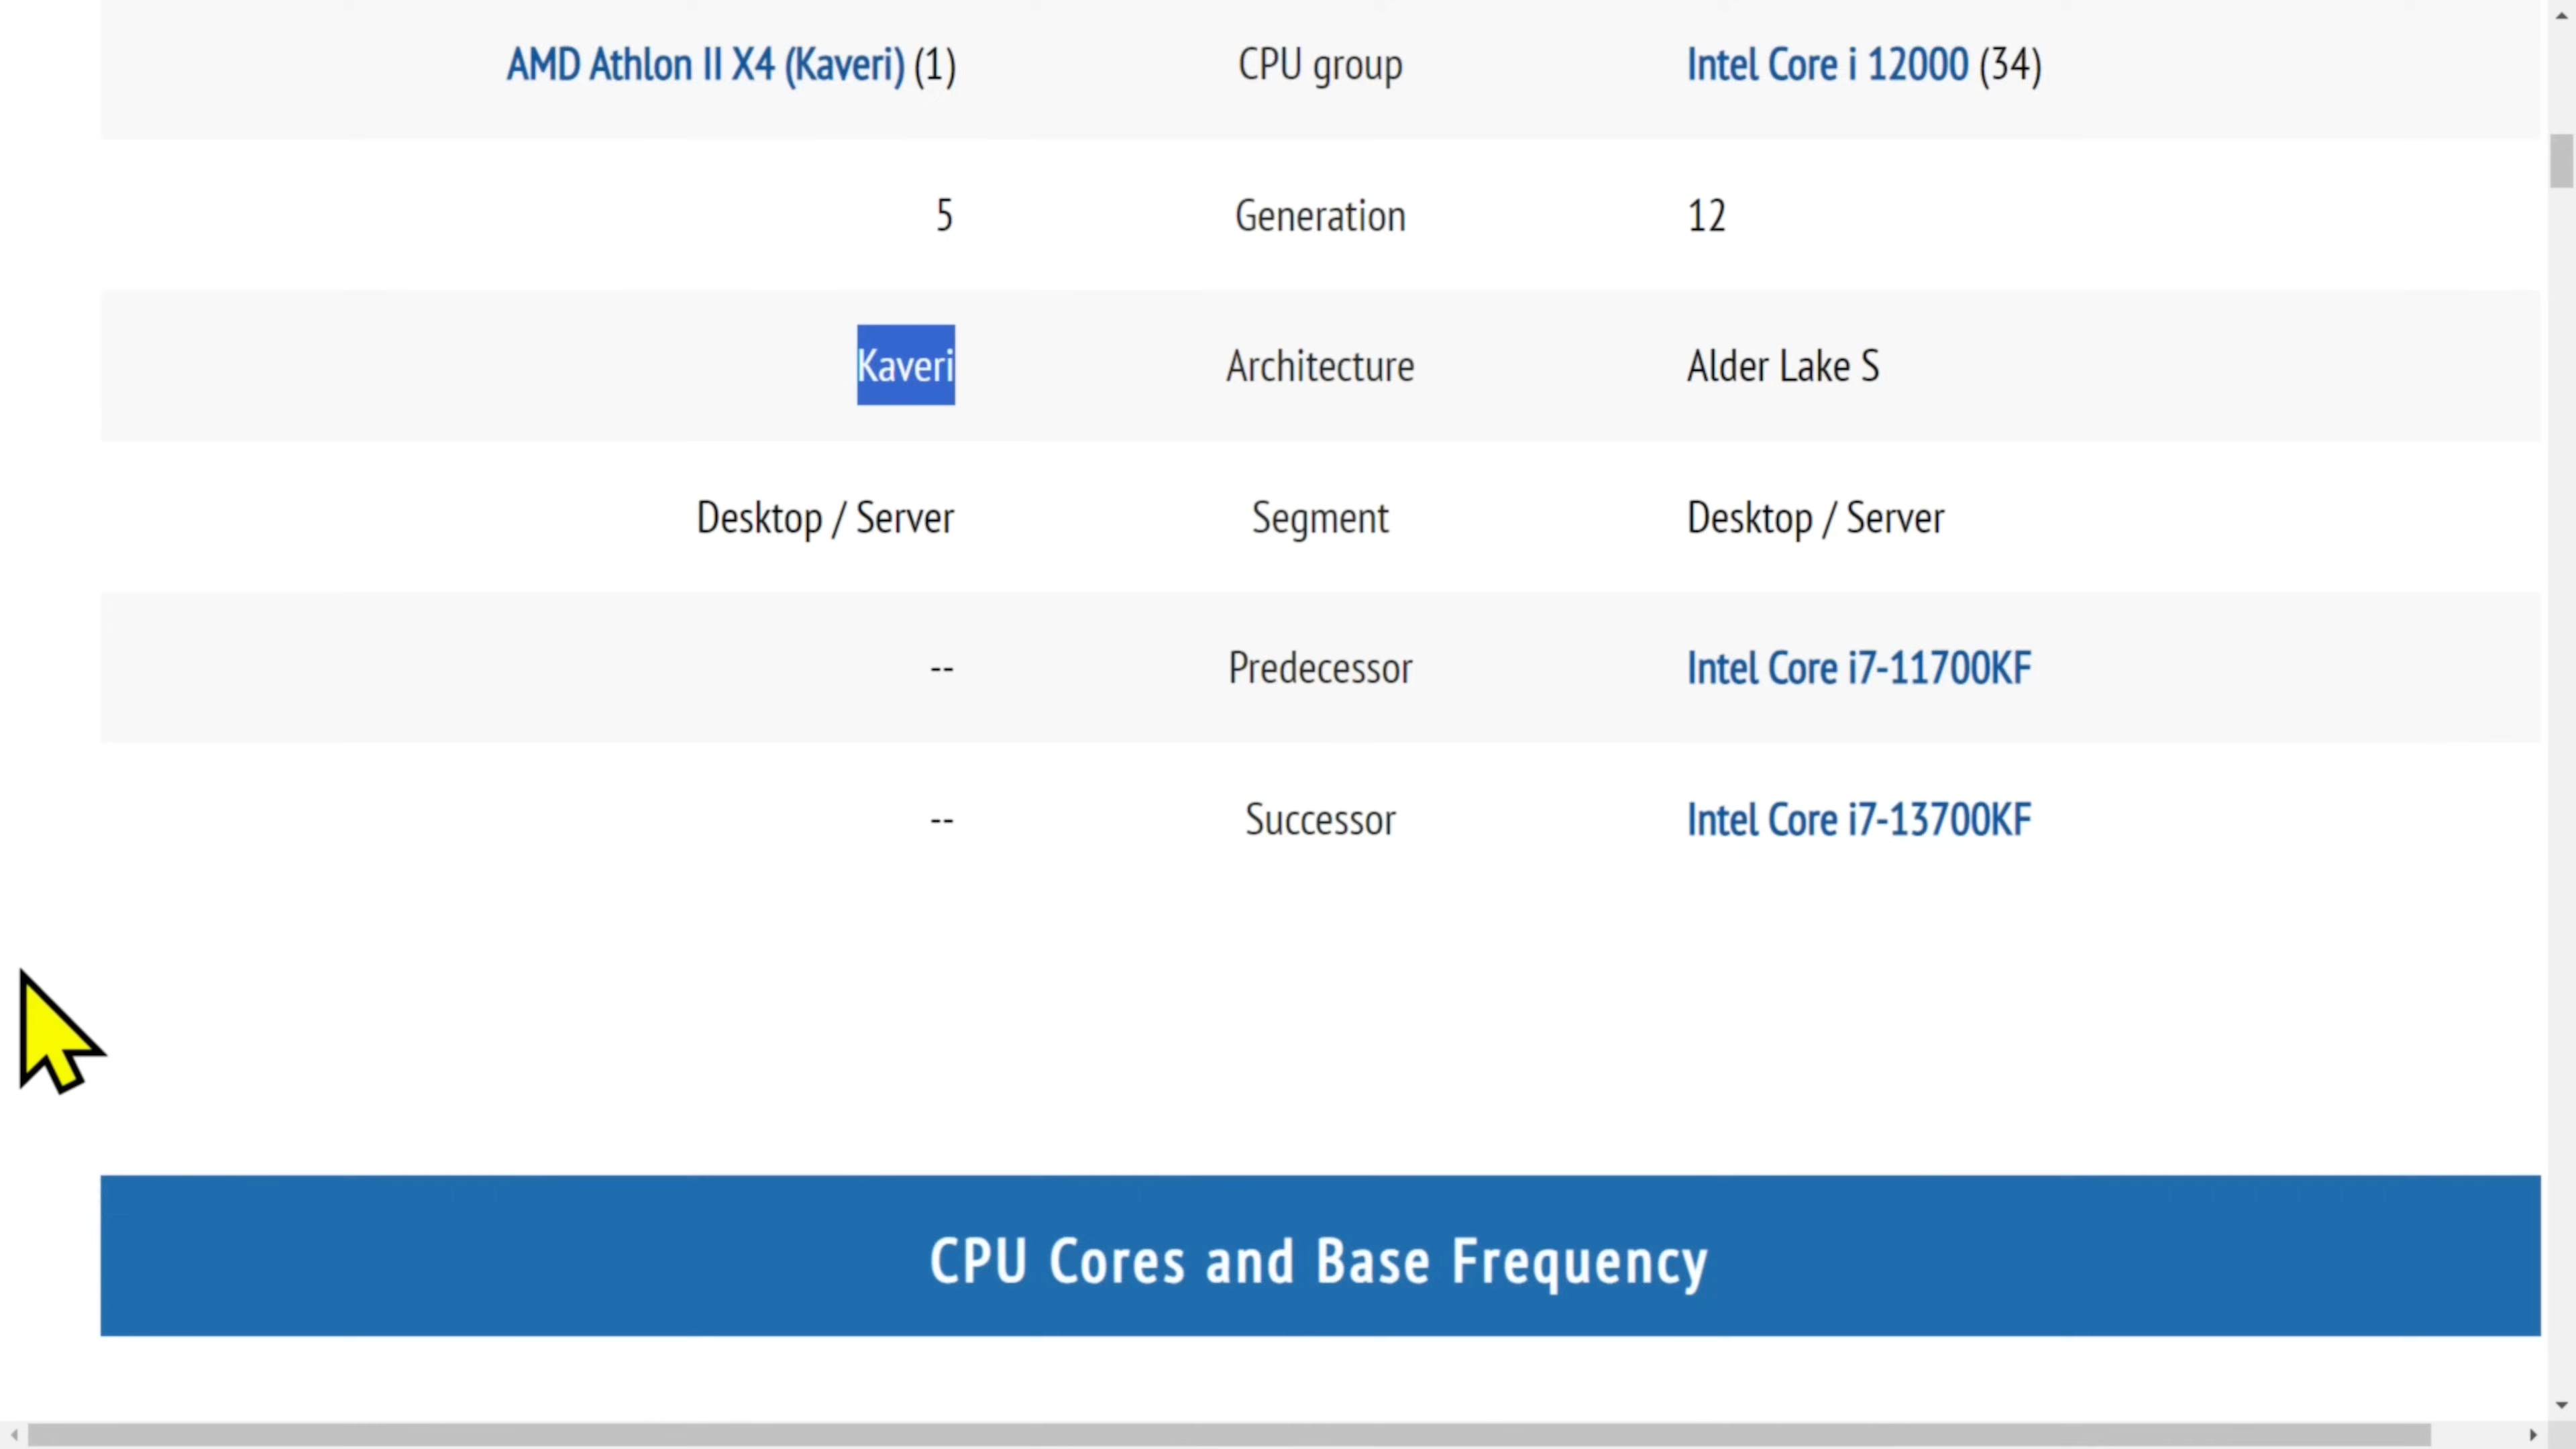 AMD Athlon II X4 (Kaveri) (1) CPU group Intel Core i 12000 (34)
5 Generation 12
Kaveri Architecture Alder Lake S
Desktop / Server Segment Desktop / Server
-- Predecessor Intel Core i7-11700KF
-- Successor Intel Core i7-13700KF
CPU Cores and Base Frequency